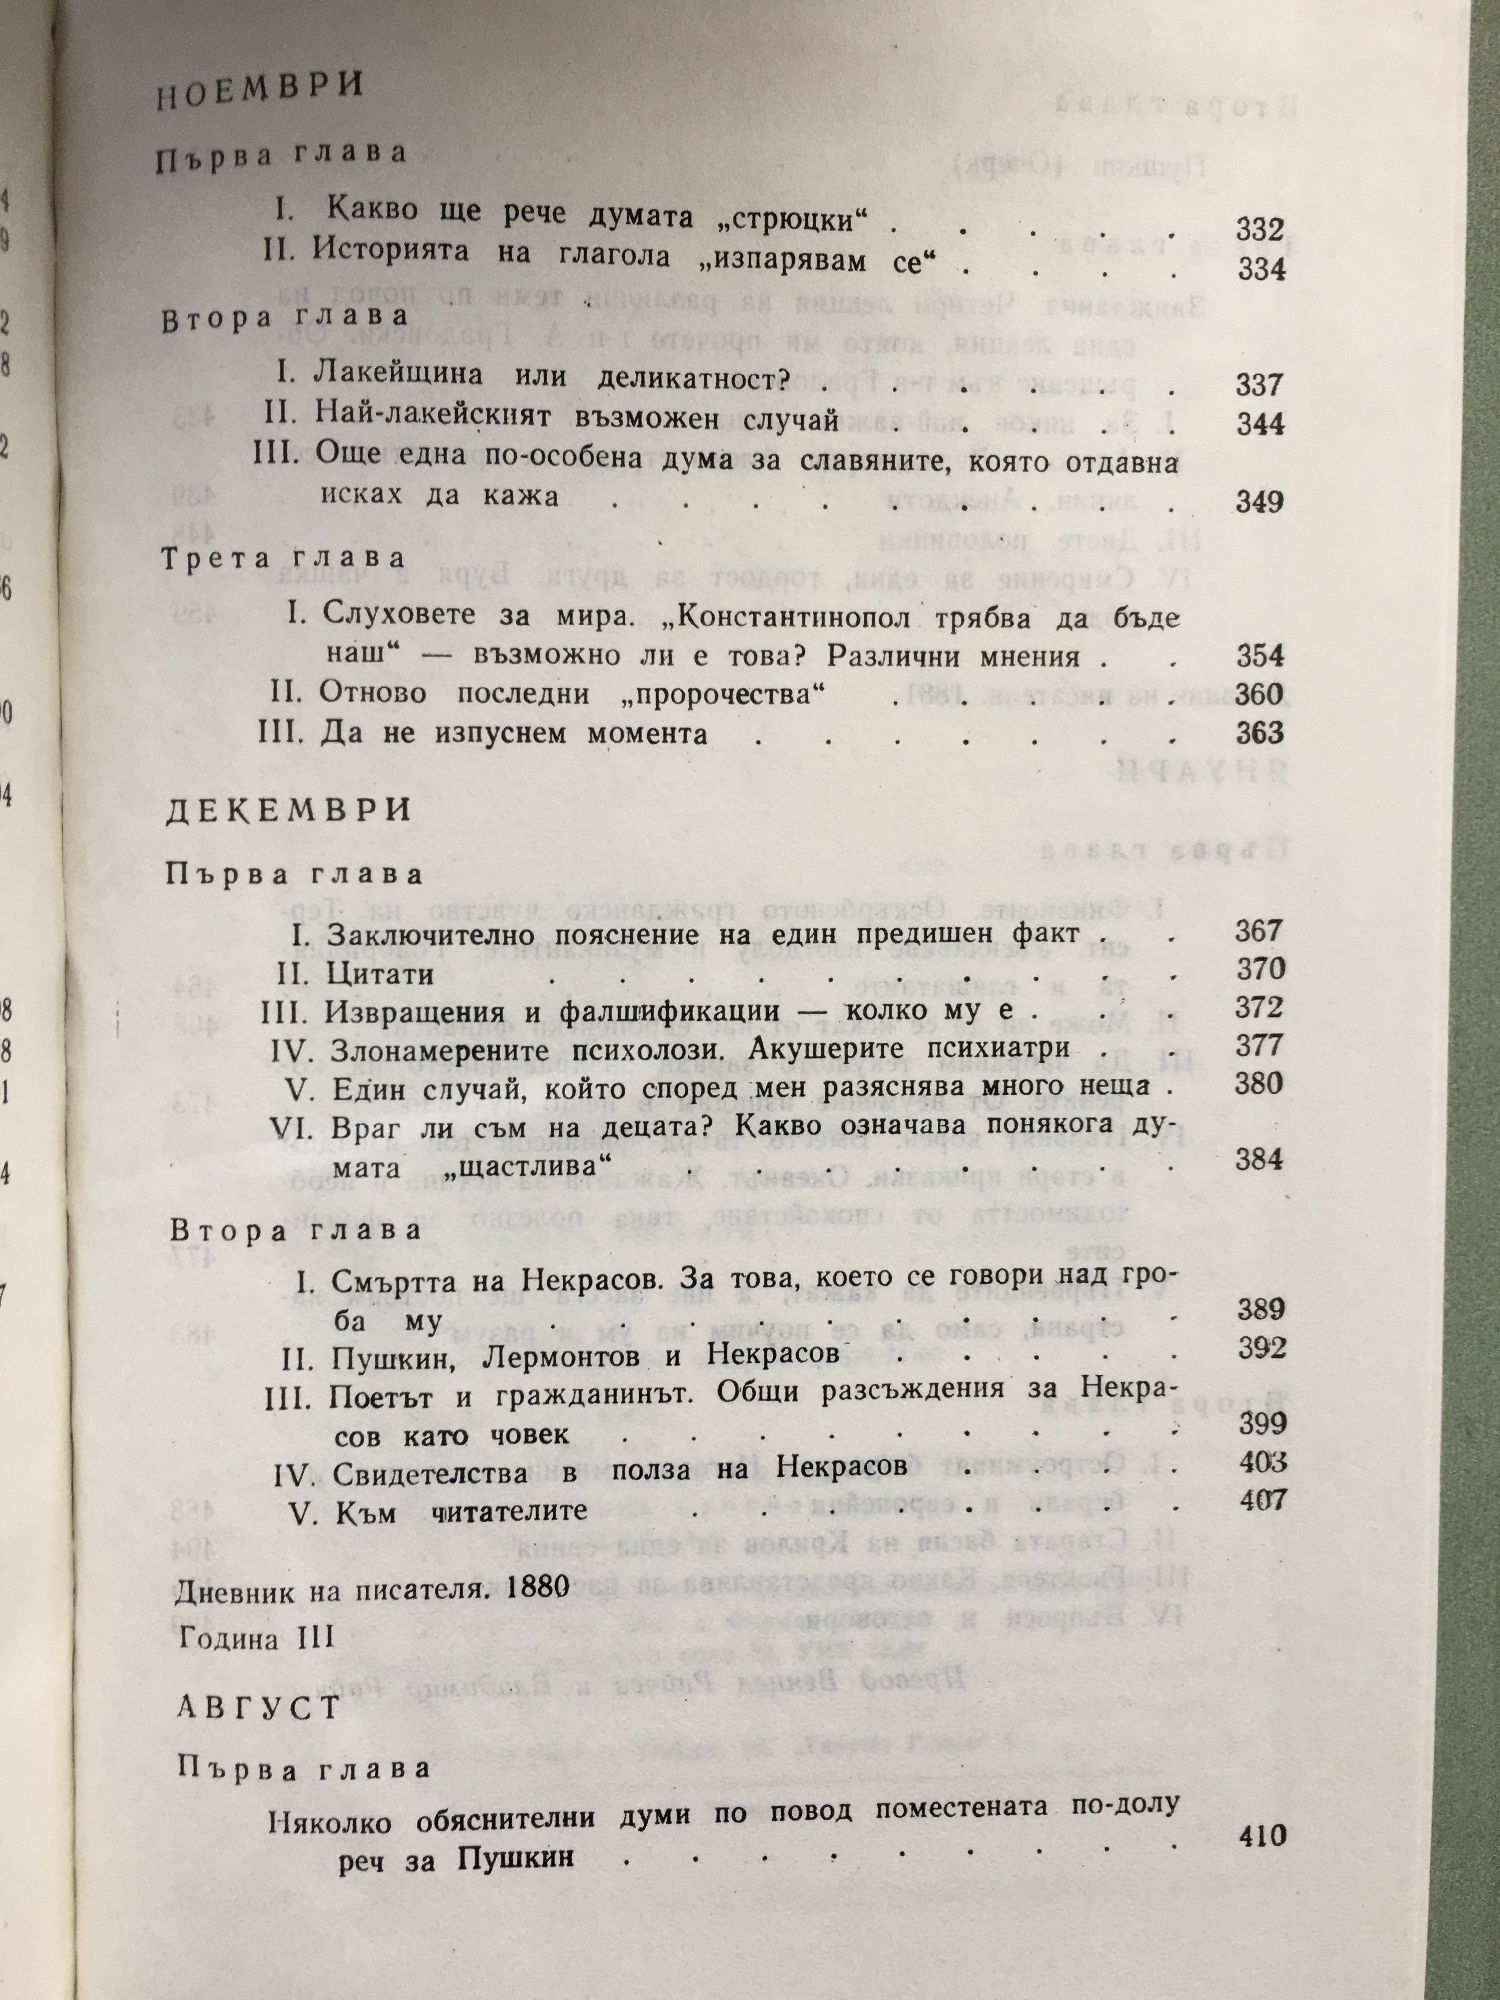 НОЕМВРИ
Първа глава
I. Какво ще рече думата „стрюцки“ . . . . . 332
II. Историята на глагола „изпарявам се“ . . . . 334
Втора глава
I. Лакейщина или деликатност? . . . . . . 337
II. Най-лакейският възможен случай . . . . . 344
III. Още една по-особена дума за славяните, която отдавна
исках да кажа . . . . . . . . . 349
Трета глава
I. Слуховете за мира. „Константинопол трябва да бъде
наш“ — възможно ли е това? Различни мнения . . 354
II. Отново последни „пророчества“ . . . . . 360
III. Да не изпуснем момента . . . . . . . 363
ДЕКЕМВРИ
Първа глава
I. Заключително пояснение на един предишен факт . . 367
II. Цитати . . . . . . . . . . 370
III. Извращения и фалшификации — колко му е . . . 372
IV. Злонамерените психолози. Акушерите психиатри . . 377
V. Един случай, който според мен разяснява много неща . 380
VI. Враг ли съм на децата? Какво означава понякога ду-
мата „щастлива“ . . . . . . . . 384
Втора глава
I. Смъртта на Некрасов. За това, което се говори над гро-
ба му . . . . . . . . . . 389
II. Пушкин, Лермонтов и Некрасов . . . . . 392
III. Поетът и гражданинът. Общи разсъждения за Некра-
сов като човек . . . . . . . . . 399
IV. Свидетелства в полза на Некрасов . . . . 403
V. Към читателите . . . . . . . . 407
Дневник на писателя. 1880
Година III
АВГУСТ
Първа глава
Няколко обяснителни думи по повод поместената по-долу
реч за Пушкин . . . . . . . . . 410